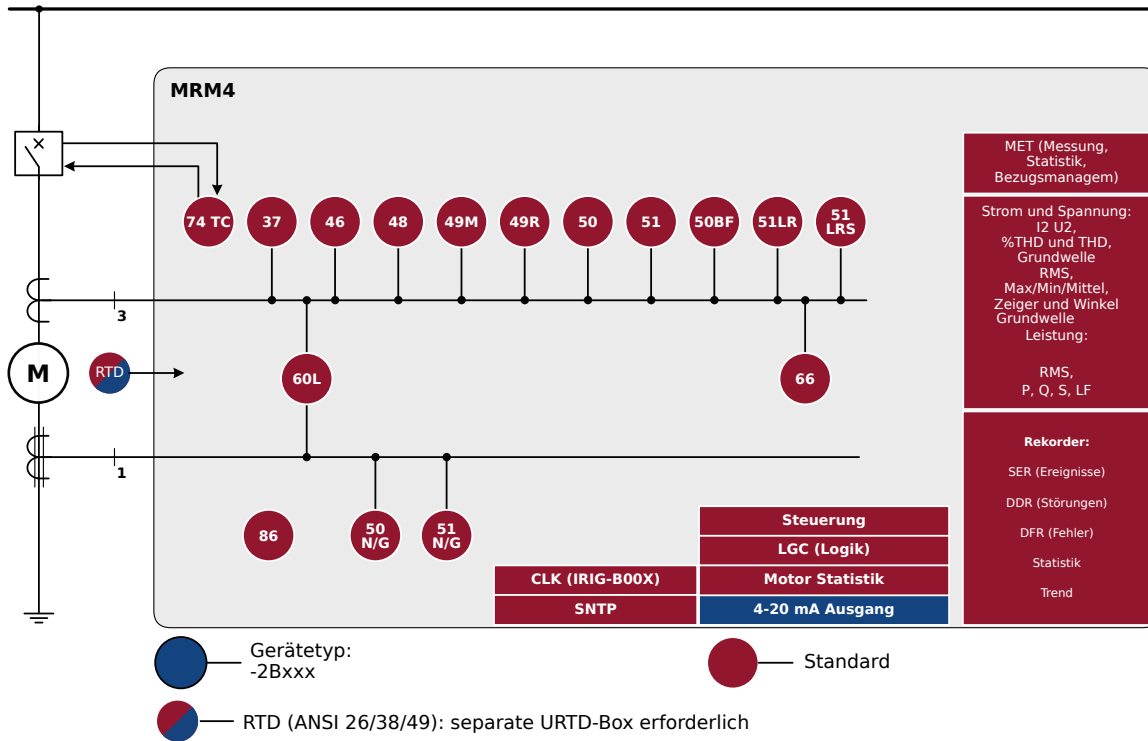 MRM4
MET (Messung,
Statistik,
Bezugsmanagem)
74 TC
37
46
48
49M
49R
50
51
50BF
51LR
51
LRS
Strom und Spannung:
I2 U2,
%THD und THD,
Grundwelle
RMS,
Max/Min/Mittel,
Zeiger und Winkel
Grundwelle
Leistung:
RMS,
P, Q, S, LF
3
M
RTD
60L
66
1
Rekorder:
SER (Ereignisse)
DDR (Störungen)
DFR (Fehler)
Statistik
Trend
86
50
N/G
51
N/G
Steuerung
LGC (Logik)
CLK (IRIG-B00X)
Motor Statistik
SNTP
4-20 mA Ausgang
Gerätetyp:
-2Bxxx
Standard
RTD (ANSI 26/38/49): separate URTD-Box erforderlich